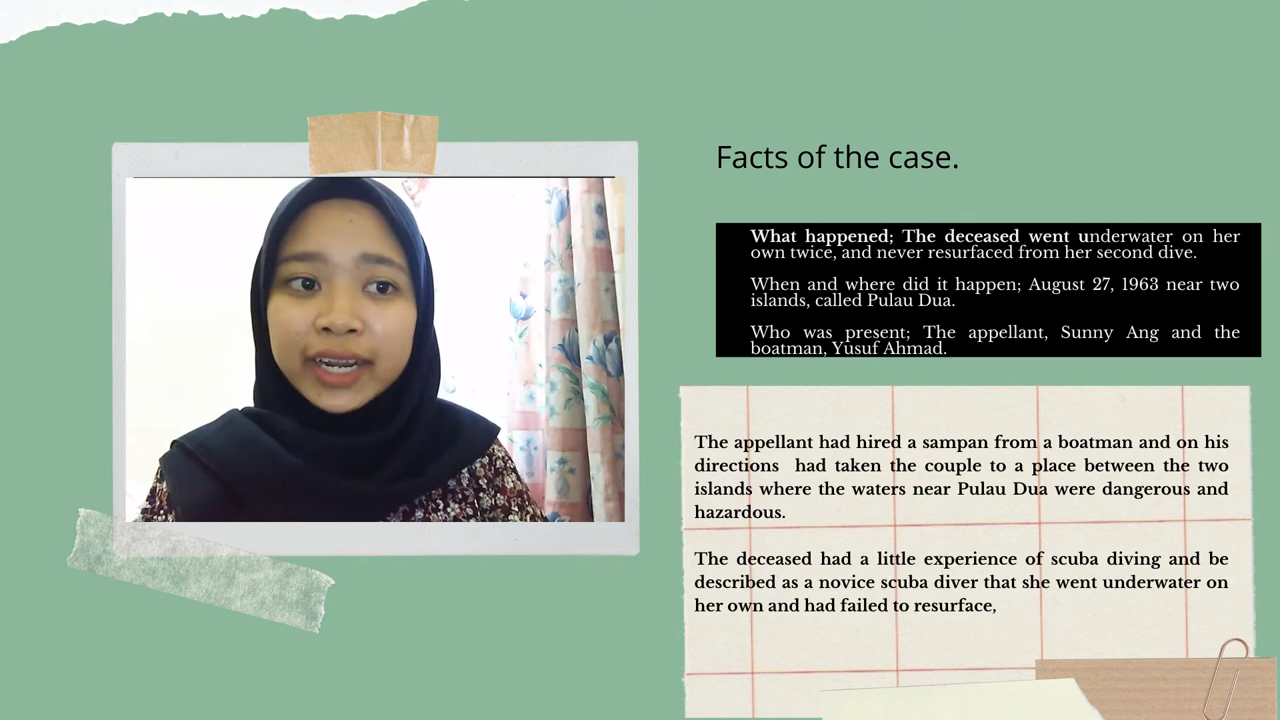 Facts of the case.
What happened; The deceased went underwater on her
own twice, and never resurfaced from her second dive.
When and where did it happen; August 27, 1963 near two
islands, called Pulau Dua.
Who was present; The appellant, Sunny Ang and the
boatman, Yusuf Ahmad.
The appellant had hired a sampan from a boatman and on his
directions had taken the couple to a place between the two
islands where the waters near Pulau Dua were dangerous and
hazardous.
The deceased had a little experience of scuba diving and be
described as a novice scuba diver that she went underwater on
her own and had failed to resurface,